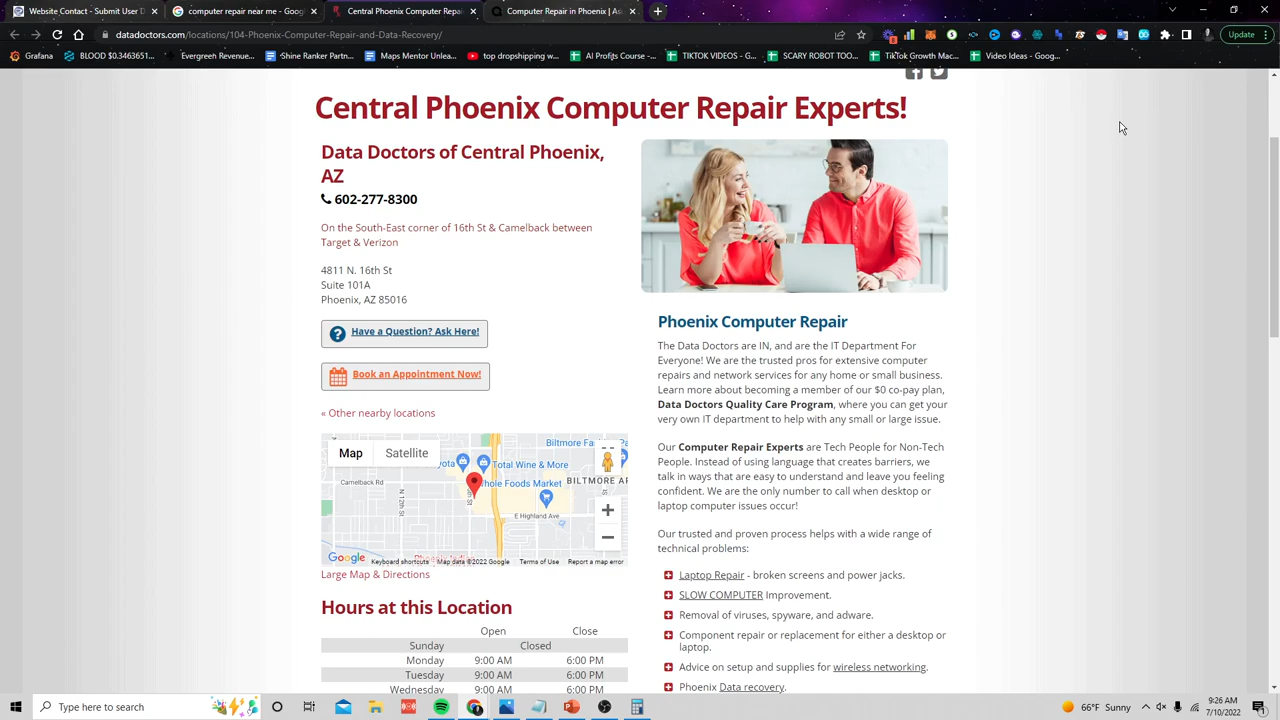 Website Contact - Support@m
google computer repair near me - Goog
Phoenix Computer Repair and Dat
Computer Fixperts - Phoenix
datadoctors.com/locations/104-Phoenix-Computer-Repair-and-Data-Recovery/
Update
Grafana
BLOOD $0.3463651...
Evergreen Revenue...
Shine Ranker Partn...
Maps Mentor Unlea...
top dropshipping w...
AI Profits Course -...
TIKTOK VIDEOS - G...
SCARY ROBOT TOO...
TikTok Growth Mac...
Video Ideas - Goog...
Central Phoenix Computer Repair Experts!
Data Doctors of Central Phoenix,
AZ
602-277-8300
On the South-East corner of 16th St & Camelback between
Target & Verizon
4811 N. 16th St
Suite 101A
Phoenix, AZ 85016
Have a Question? Ask Here!
Book an Appointment Now!
« Other nearby locations
Map
Satellite
Biltmore Fa
Total Wine & More
Camelback Rd
Whole Foods Market
BILTMORE AR
N 12th St
E Highland Ave
Google
Keyboard shortcuts
Map data ©2022 Google
Terms of Use
Report a map error
Large Map & Directions
Hours at this Location
Open Close
Sunday Closed
Monday 9:00 AM 6:00 PM
Tuesday 9:00 AM 6:00 PM
Wednesday 9:00 AM 6:00 PM
Phoenix Computer Repair
The Data Doctors are IN, and are the IT Department For
Everyone! We are the trusted pros for extensive computer
repairs and network services for any home or small business.
Learn more about becoming a member of our $0 co-pay plan,
Data Doctors Quality Care Program, where you can get your
very own IT department to help with any small or large issue.
Our Computer Repair Experts are Tech People for Non-Tech
People. Instead of using language that creates barriers, we
talk in ways that are easy to understand and leave you feeling
confident. We are the only number to call when desktop or
laptop computer issues occur!
Our trusted and proven process helps with a wide range of
technical problems:
Laptop Repair - broken screens and power jacks.
SLOW COMPUTER Improvement.
Removal of viruses, spyware, and adware.
Component repair or replacement for either a desktop or
laptop.
Advice on setup and supplies for wireless networking.
Phoenix Data recovery.
Type here to search
66°F Sunny
9:26 AM
7/10/2022